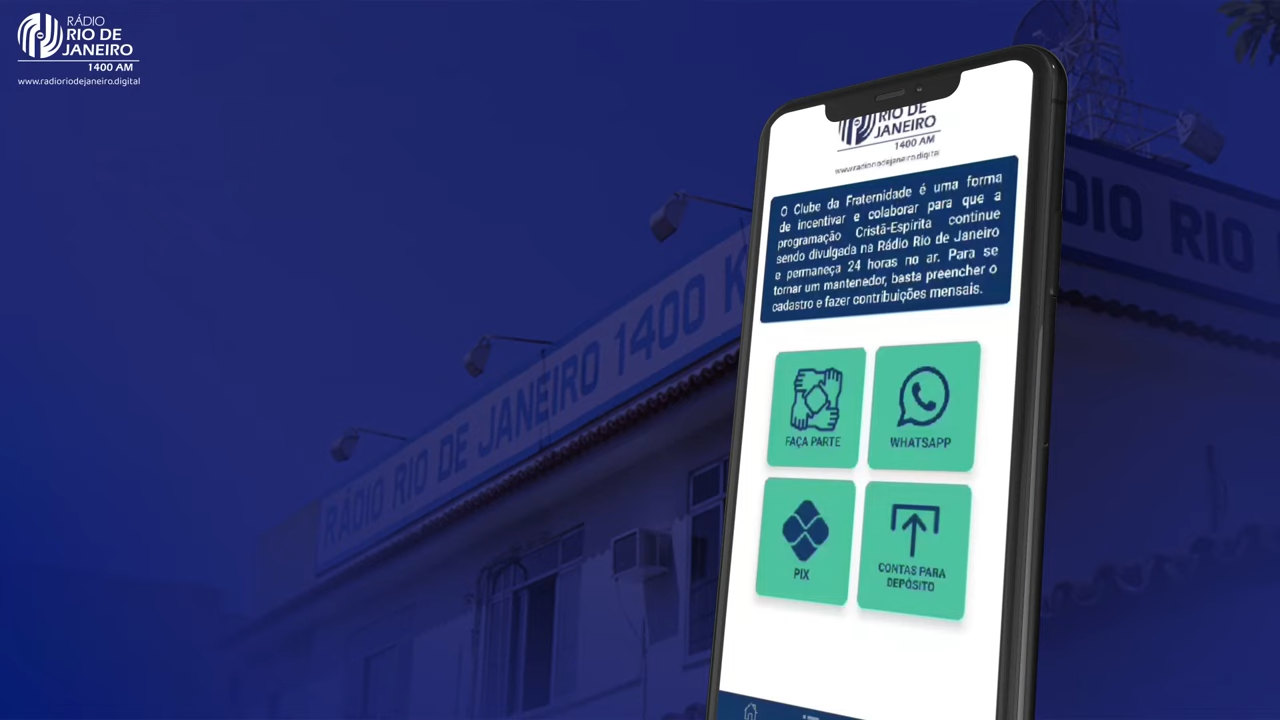 RÁDIO
RIO DE
JANEIRO
1400 AM
www.radioriodejaneiro.digital
RÁDIO RIO DE JANEIRO 1400 K
DIO RIO
RIO DE
JANEIRO
1400 AM
www.radioriodejaneiro.digital
O Clube da Fraternidade é uma forma
de incentivar e colaborar para que a
programação Cristã-Espírita continue
sendo divulgada na Rádio Rio de Janeiro
e permaneça 24 horas no ar. Para se
tornar um mantenedor, basta preencher o
cadastro e fazer contribuições mensais.
FAÇA PARTE
WHATSAPP
PIX
CONTAS PARA
DEPÓSITO